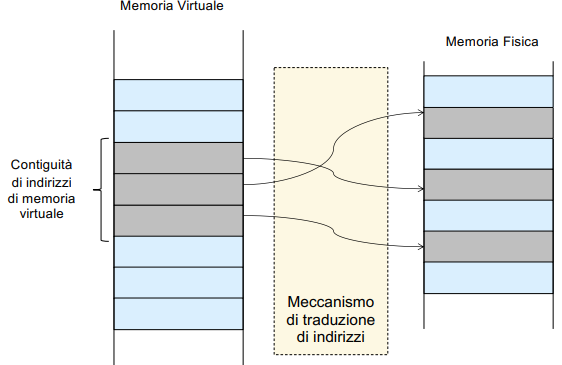 Memoria Virtuale
Memoria Fisica
Contiguità
di indirizzi
di memoria
virtuale
Meccanismo
di traduzione
di indirizzi